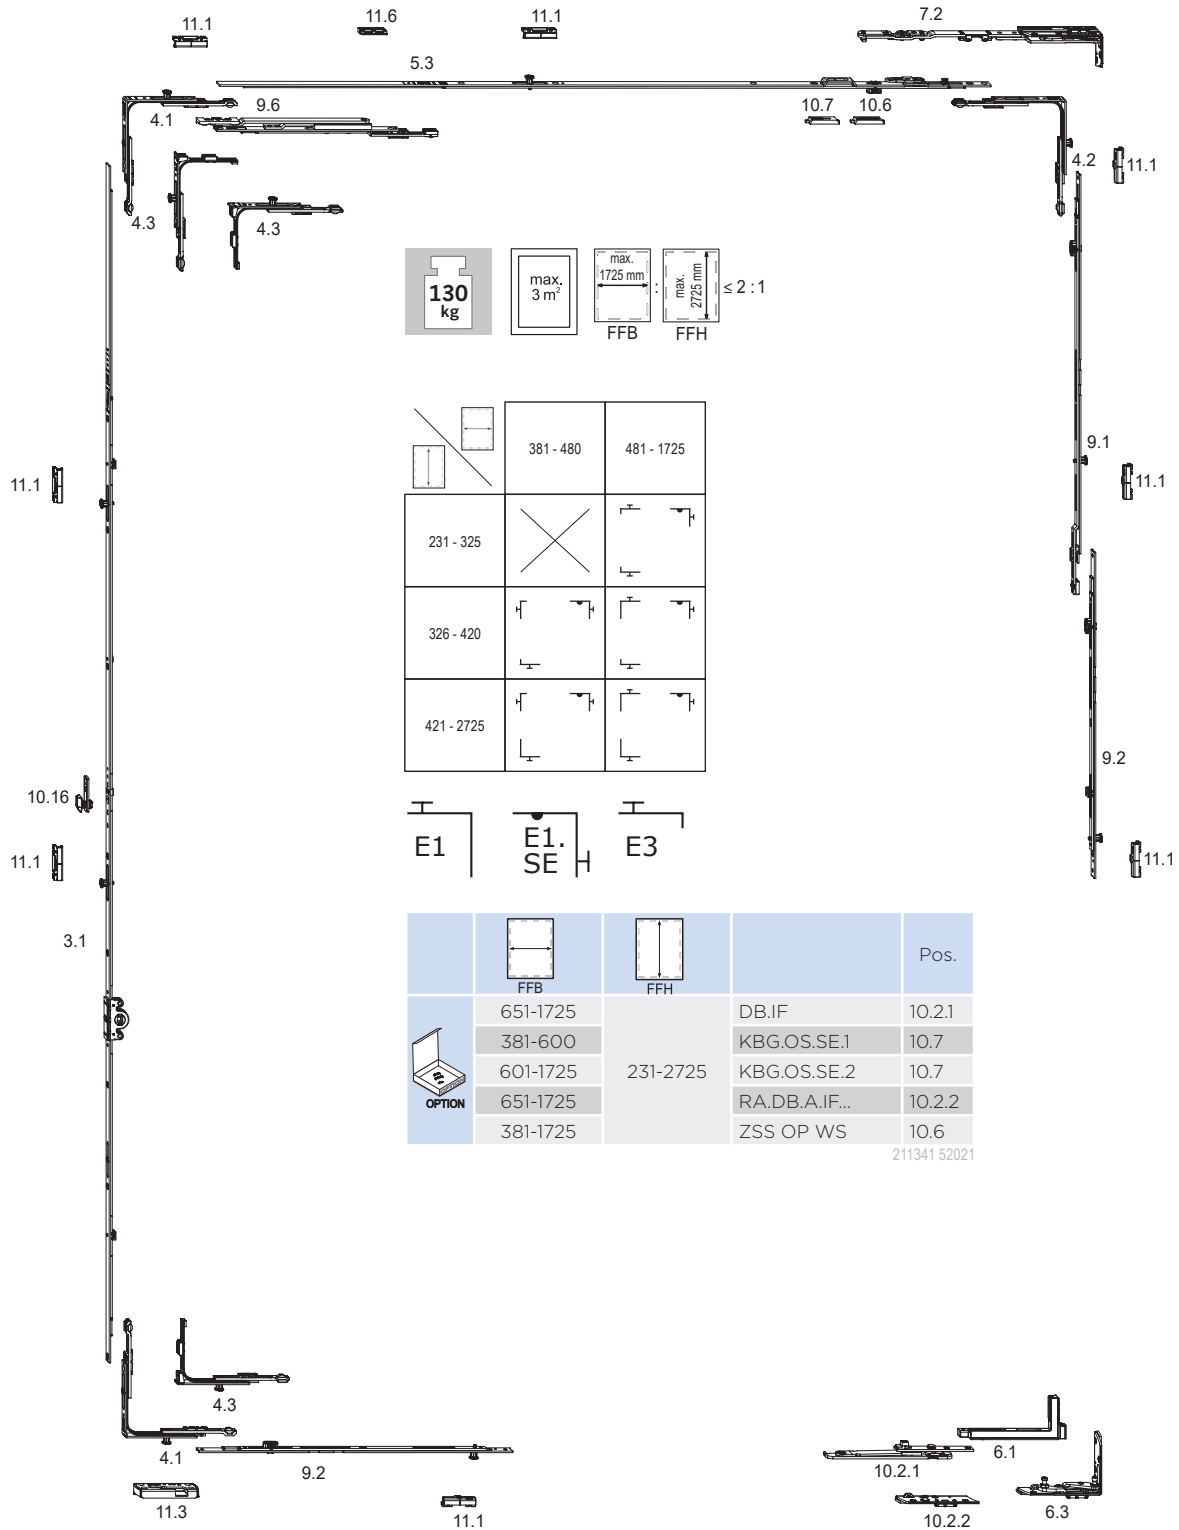 11.1
11.6
11.1
7.2
5.3
4.1
9.6
10.7
10.6
4.2
11.1
4.3
4.3
130
kg
max.
3 m²
max.
1725 mm
FFB
:
max.
2725 mm
FFH
≤ 2 : 1
381 - 480
481 - 1725
231 - 325
326 - 420
421 - 2725
9.1
11.1
11.1
10.16
11.1
9.2
11.1
E1
E1.
SE
E3
3.1
FFB
FFH
Pos.
OPTION
651-1725
231-2725
DB.IF
10.2.1
381-600
KBG.OS.SE.1
10.7
601-1725
KBG.OS.SE.2
10.7
651-1725
RA.DB.A.IF...
10.2.2
381-1725
ZSS OP WS
10.6
211341 52021
4.3
4.1
9.2
11.3
11.1
10.2.1
6.1
10.2.2
6.3